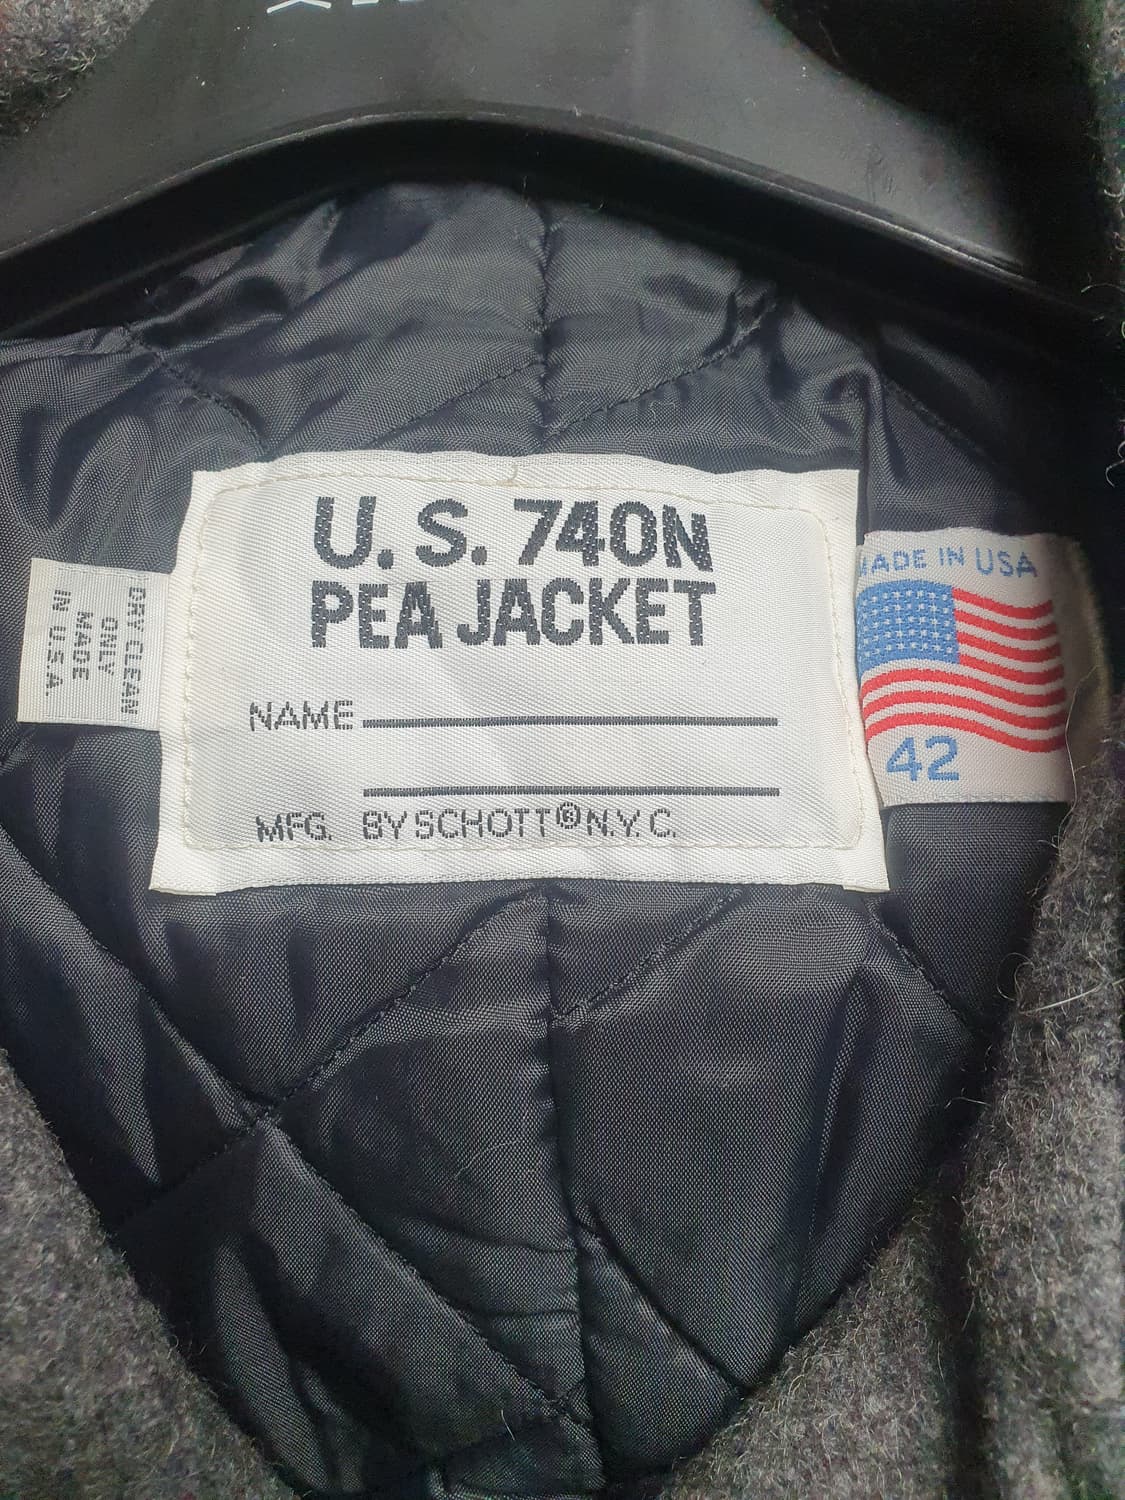 U.S. 740N
PEA JACKET
NAME
MFG. BY SCHOTT® N.Y.C.
DRY CLEAN
ONLY
MADE
IN U.S.A.
MADE IN USA
42